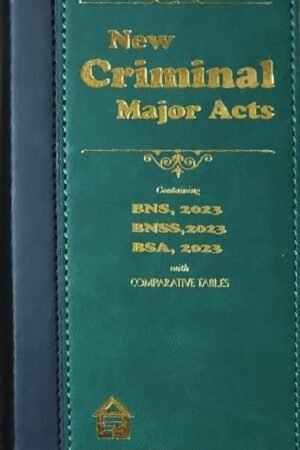 New
Criminal
Major Acts
Containing
BNS, 2023
BNSS,2023
BSA, 2023
with
COMPARATIVE TABLES